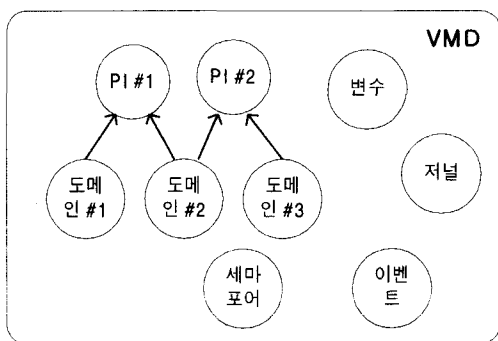 VMD
PI #1
PI #2
변수
저널
도메
인 #1
도메
인 #2
도메
인 #3
세마
포어
이벤
트